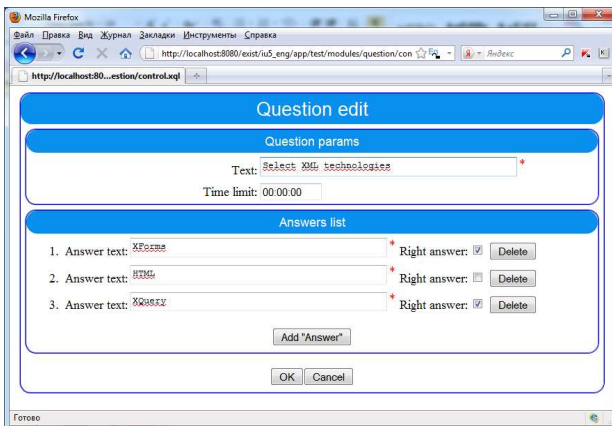 Mozilla Firefox
Файл Правка Вид Журнал Закладки Инструменты Справка
http://localhost:8080/exist/iu5_eng/app/test/modules/question/con
Яндекс
http://localhost:80...estion/control.xql
Question edit
Question params
Text: Select XML technologies *
Time limit: 00:00:00
Answers list
1. Answer text: XForms * Right answer: Delete
2. Answer text: HTML * Right answer: Delete
3. Answer text: XQuery * Right answer: Delete
Add "Answer"
OK Cancel
Готово